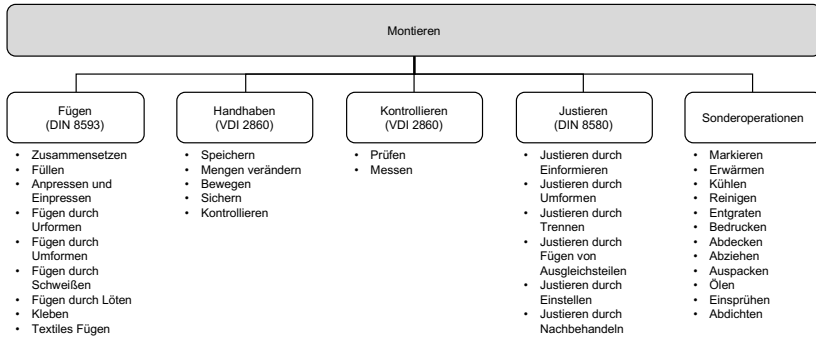 Montieren
Fügen
(DIN 8593)
• Zusammensetzen
• Füllen
• Anpressen und
Einpressen
• Fügen durch
Urformen
• Fügen durch
Umformen
• Fügen durch
Schweißen
• Fügen durch Löten
• Kleben
• Textiles Fügen
Handhaben
(VDI 2860)
• Speichern
• Mengen verändern
• Bewegen
• Sichern
• Kontrollieren
Kontrollieren
(VDI 2860)
• Prüfen
• Messen
Justieren
(DIN 8580)
• Justieren durch
Einformieren
• Justieren durch
Umformen
• Justieren durch
Trennen
• Justieren durch
Fügen von
Ausgleichsteilen
• Justieren durch
Einstellen
• Justieren durch
Nachbehandeln
Sonderoperationen
• Markieren
• Erwärmen
• Kühlen
• Reinigen
• Entgraten
• Bedrucken
• Abdecken
• Abziehen
• Auspacken
• Ölen
• Einsprühen
• Abdichten